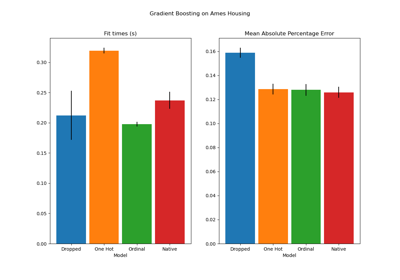 Gradient Boosting on Ames Housing
Fit times (s)
0.30
0.25
0.20
0.15
0.10
0.05
0.00
Dropped One Hot Ordinal Native
Model
Mean Absolute Percentage Error
0.16
0.14
0.12
0.10
0.08
0.06
0.04
0.02
0.00
Dropped One Hot Ordinal Native
Model